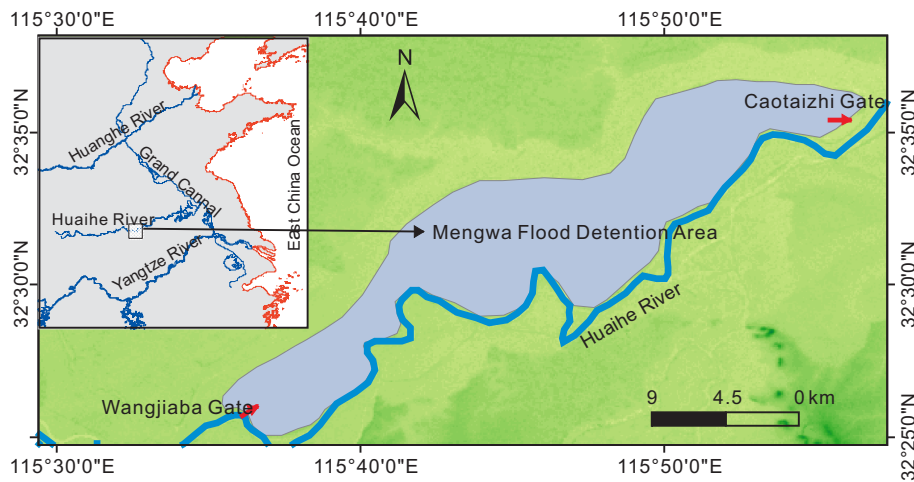 115°30'0"E
115°40'0"E
115°50'0"E
32°35'0"N
32°30'0"N
32°25'0"N
Huanghe River
Grand Cannal
East China Ocean
Huaihe River
Yangtze River
N
Caotaizhi Gate
Mengwa Flood Detention Area
Huaihe River
Wangjiaba Gate
9 4.5 0 km
32°35'0"N
32°30'0"N
32°25'0"N
115°30'0"E
115°40'0"E
115°50'0"E